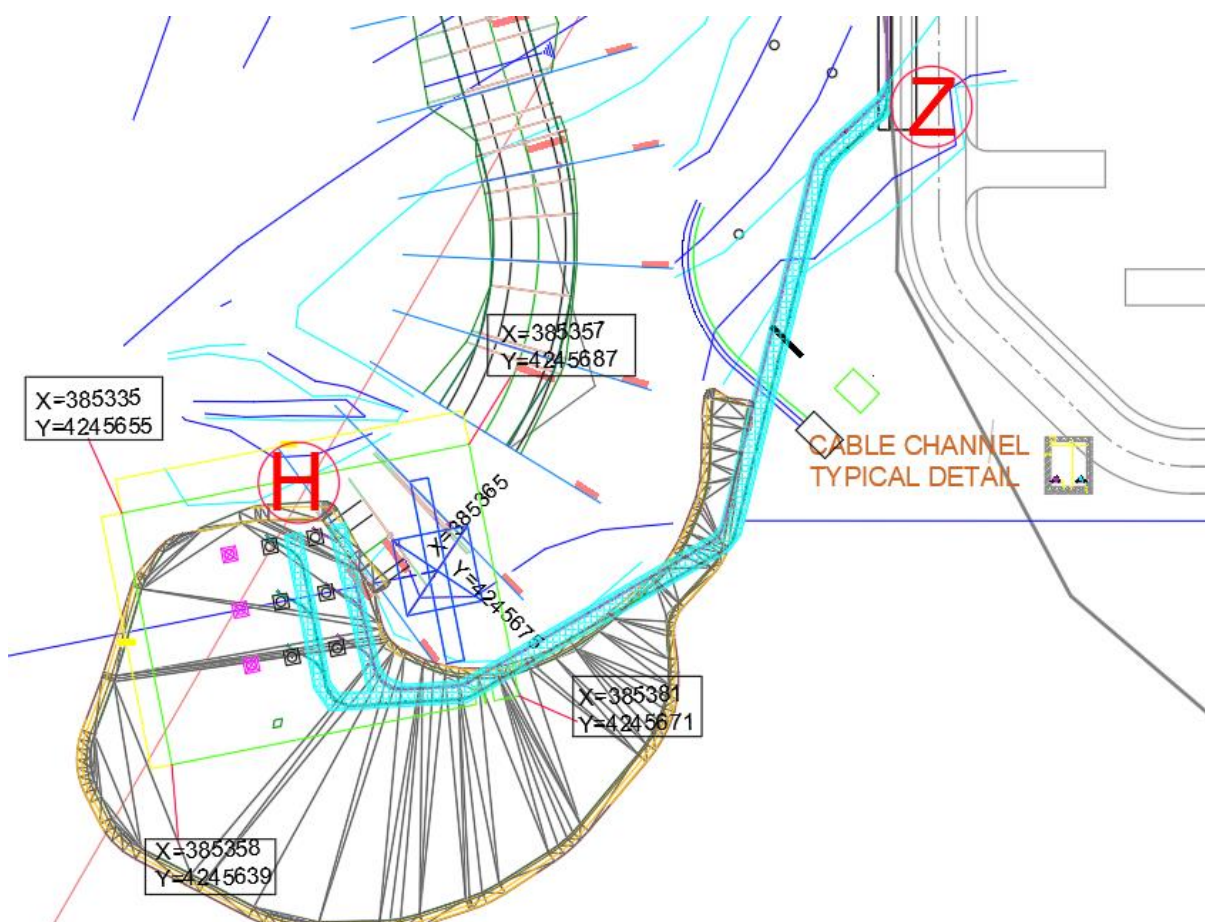 Z
X=385357
Y=4245687
X=385335
Y=4245655
CABLE CHANNEL
TYPICAL DETAIL
H
X=385365
Y=4245675
X=385381
Y=4245671
X=385358
Y=4245639